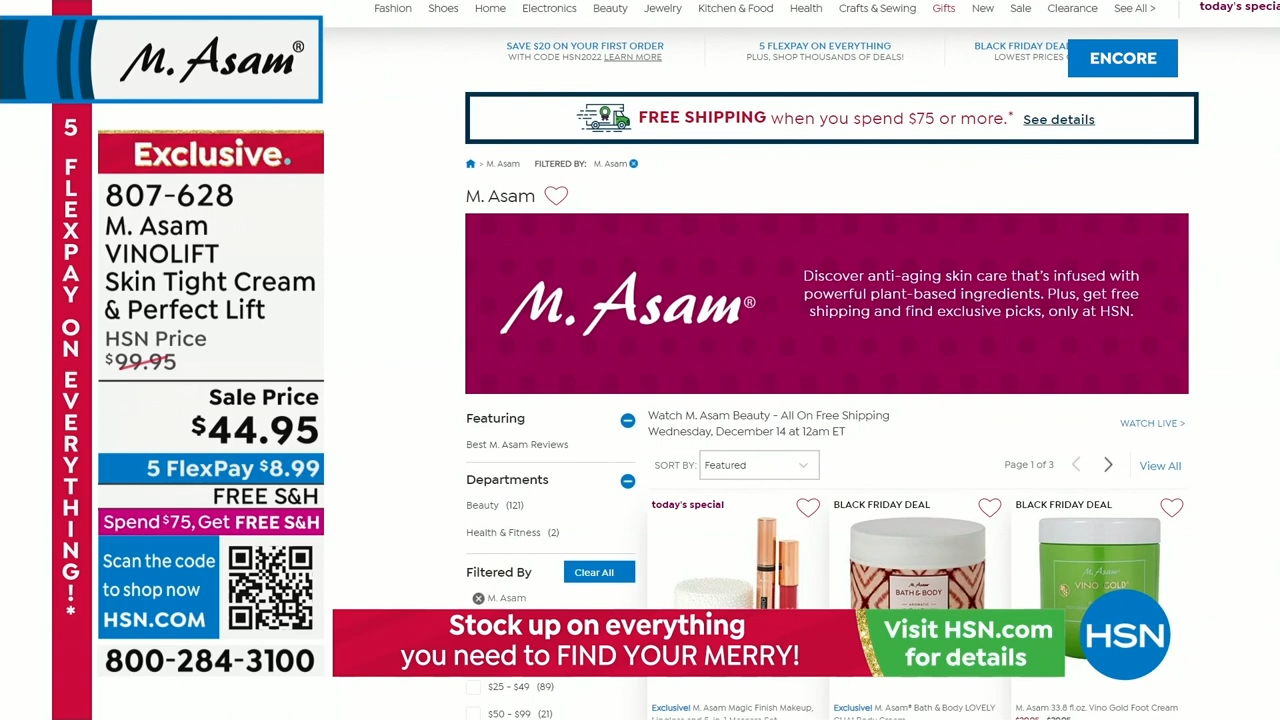 M. Asam®
5 FLEXPAY ON EVERYTHING!*
Exclusive.
807-628
M. Asam
VINOLIFT
Skin Tight Cream
& Perfect Lift
HSN Price
$99.95
Sale Price
$44.95
5 FlexPay $8.99
FREE S&H
Spend $75, Get FREE S&H
Scan the code
to shop now
HSN.COM
800-284-3100
Fashion Shoes Home Electronics Beauty Jewelry Kitchen & Food Health Crafts & Sewing Gifts New Sale Clearance See All > today's specia
SAVE $20 ON YOUR FIRST ORDER
WITH CODE HSN2022 LEARN MORE
5 FLEXPAY ON EVERYTHING
PLUS, SHOP THOUSANDS OF DEALS!
BLACK FRIDAY DEAL
LOWEST PRICES
ENCORE
FREE SHIPPING when you spend $75 or more.* See details
> M. Asam FILTERED BY: M. Asam
M. Asam
M. Asam®
Discover anti-aging skin care that's infused with
powerful plant-based ingredients. Plus, get free
shipping and find exclusive picks, only at HSN.
Featuring
Best M. Asam Reviews
Departments
Beauty (121)
Health & Fitness (2)
Filtered By Clear All
M. Asam
$25 - $49 (89)
$50 - $99 (21)
Watch M. Asam Beauty - All On Free Shipping
Wednesday, December 14 at 12am ET
WATCH LIVE >
SORT BY: Featured
Page 1 of 3
View All
today's special
BLACK FRIDAY DEAL
BLACK FRIDAY DEAL
M. Asam
BATH & BODY
M. Asam
VINO GOLD
Stock up on everything
you need to FIND YOUR MERRY!
Visit HSN.com
for details
HSN
Exclusive! M. Asam Magic Finish Makeup,
Exclusive! M. Asam® Bath & Body LOVELY
M. Asam 33.8 fl.oz. Vino Gold Foot Cream